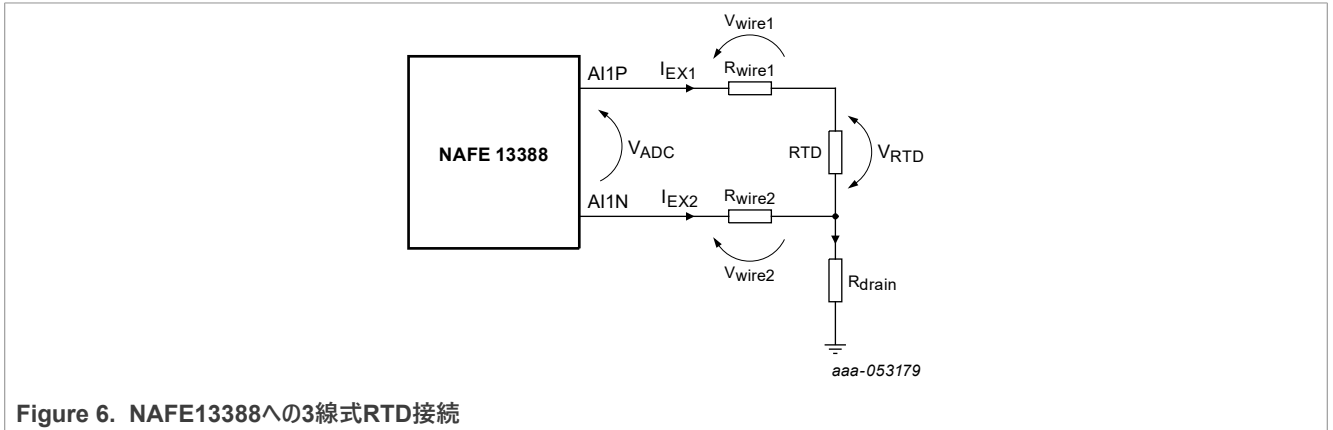 Vwire1
AI1P
IEX1
Rwire1
NAFE 13388
VADC
RTD
VRTD
AI1N
IEX2
Rwire2
Vwire2
Rdrain
aaa-053179
Figure 6. NAFE13388への3線式RTD接続